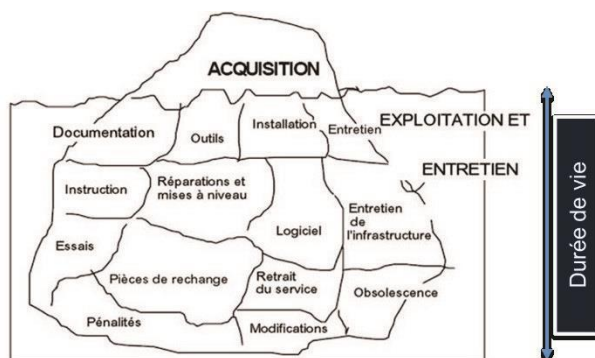 ACQUISITION
EXPLOITATION ET
ENTRETIEN
Documentation
Outils
Installation
Entretien
Instruction
Réparations et
mises à niveau
Logiciel
Entretien
de
l'infrastructure
Essais
Pièces de rechange
Retrait
du service
Obsolescence
Pénalités
Modifications
Durée de vie